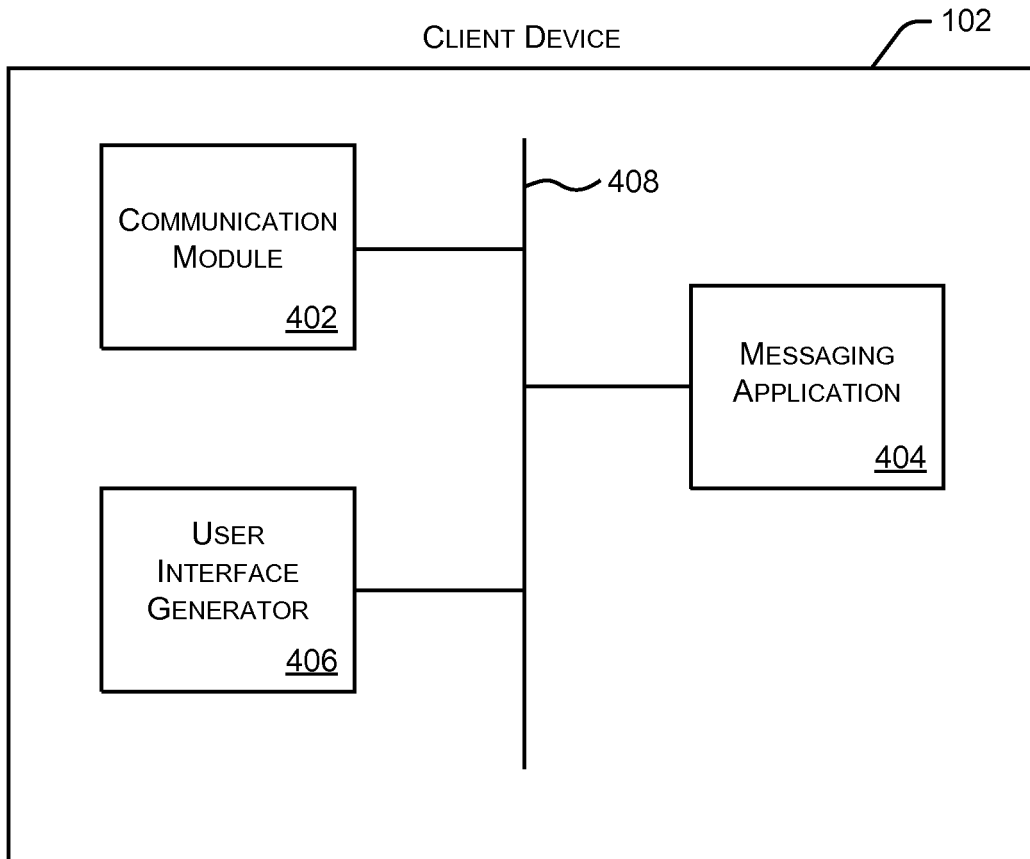 CLIENT DEVICE
102
COMMUNICATION
MODULE
402
408
MESSAGING
APPLICATION
404
USER
INTERFACE
GENERATOR
406